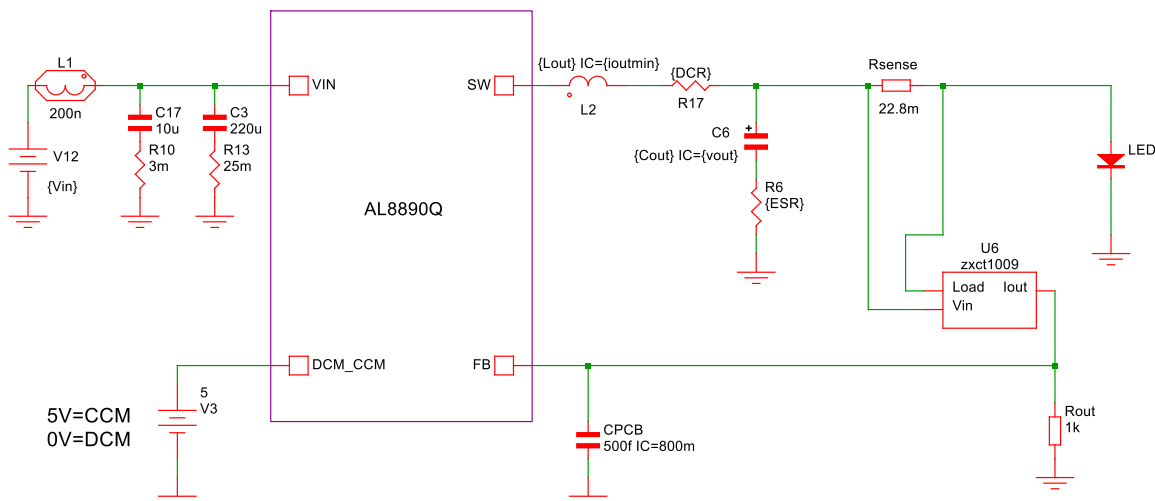 L1
200n
V12
{Vin}
C17
10u
R10
3m
C3
220u
R13
25m
VIN
SW
AL8890Q
DCM_CCM
FB
{Lout} IC={ioutmin}
L2
{DCR}
R17
C6
+
{Cout} IC={vout}
R6
{ESR}
Rsense
22.8m
LED
U6
zxct1009
Load
Iout
Vin
5
V3
5V=CCM
0V=DCM
CPCB
500f IC=800m
Rout
1k